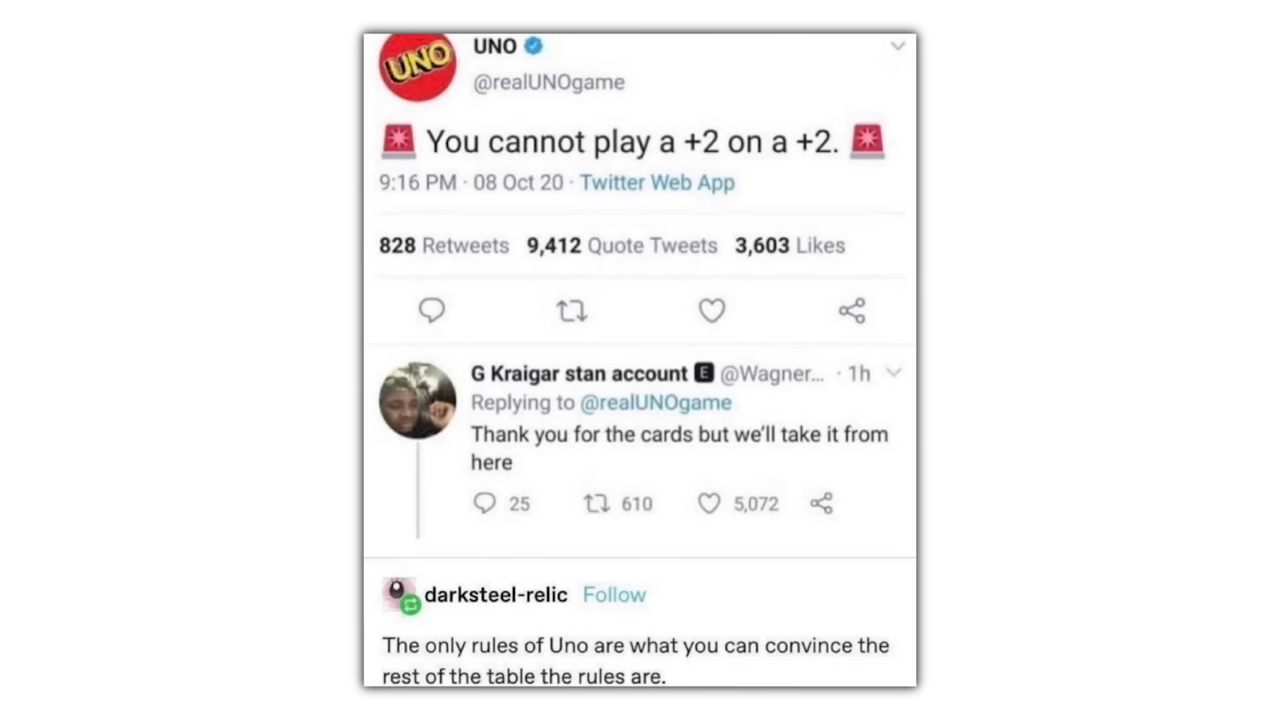 UNO
UNO
@realUNOgame
🚨 You cannot play a +2 on a +2. 🚨
9:16 PM · 08 Oct 20 · Twitter Web App
828 Retweets 9,412 Quote Tweets 3,603 Likes
G Kraigar stan account 🅴 @Wagner... · 1h
Replying to @realUNOgame
Thank you for the cards but we'll take it from
here
25 610 5,072
darksteel-relic Follow
The only rules of Uno are what you can convince the
rest of the table the rules are.